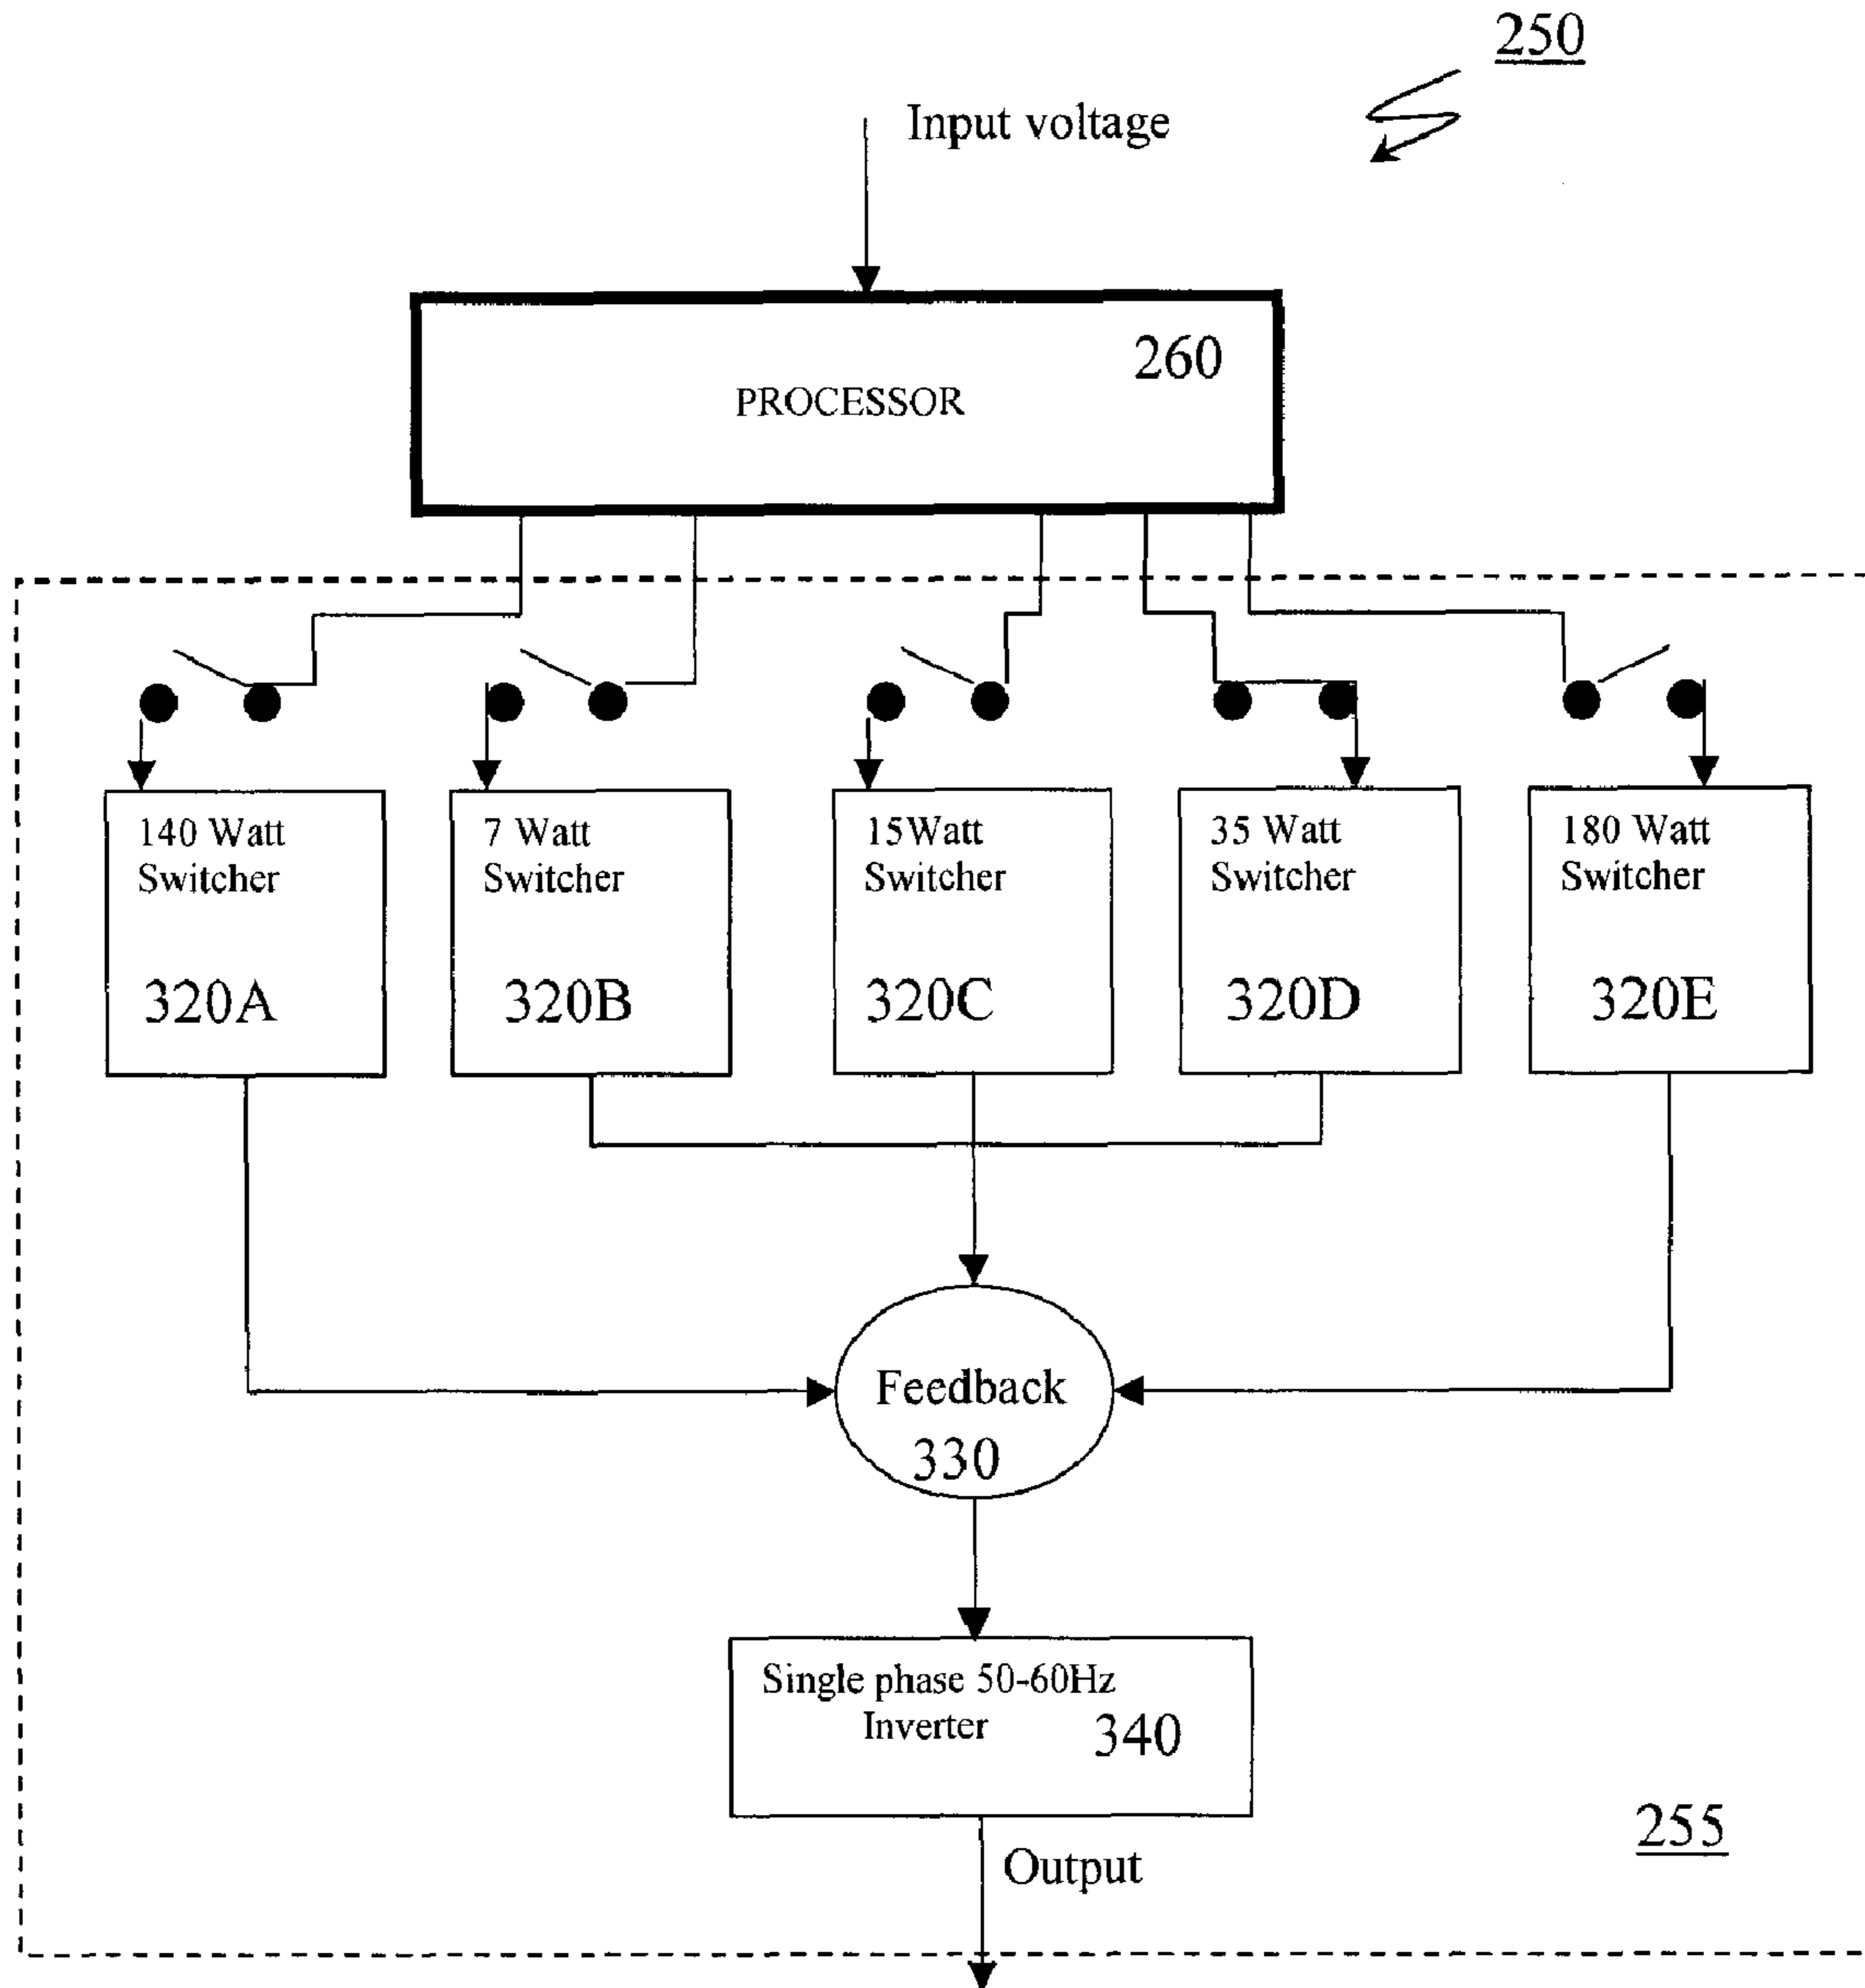 250
Input voltage
260
PROCESSOR
140 Watt
Switcher
320A
7 Watt
Switcher
320B
15Watt
Switcher
320C
35 Watt
Switcher
320D
180 Watt
Switcher
320E
Feedback
330
Single phase 50-60Hz
Inverter
340
255
Output